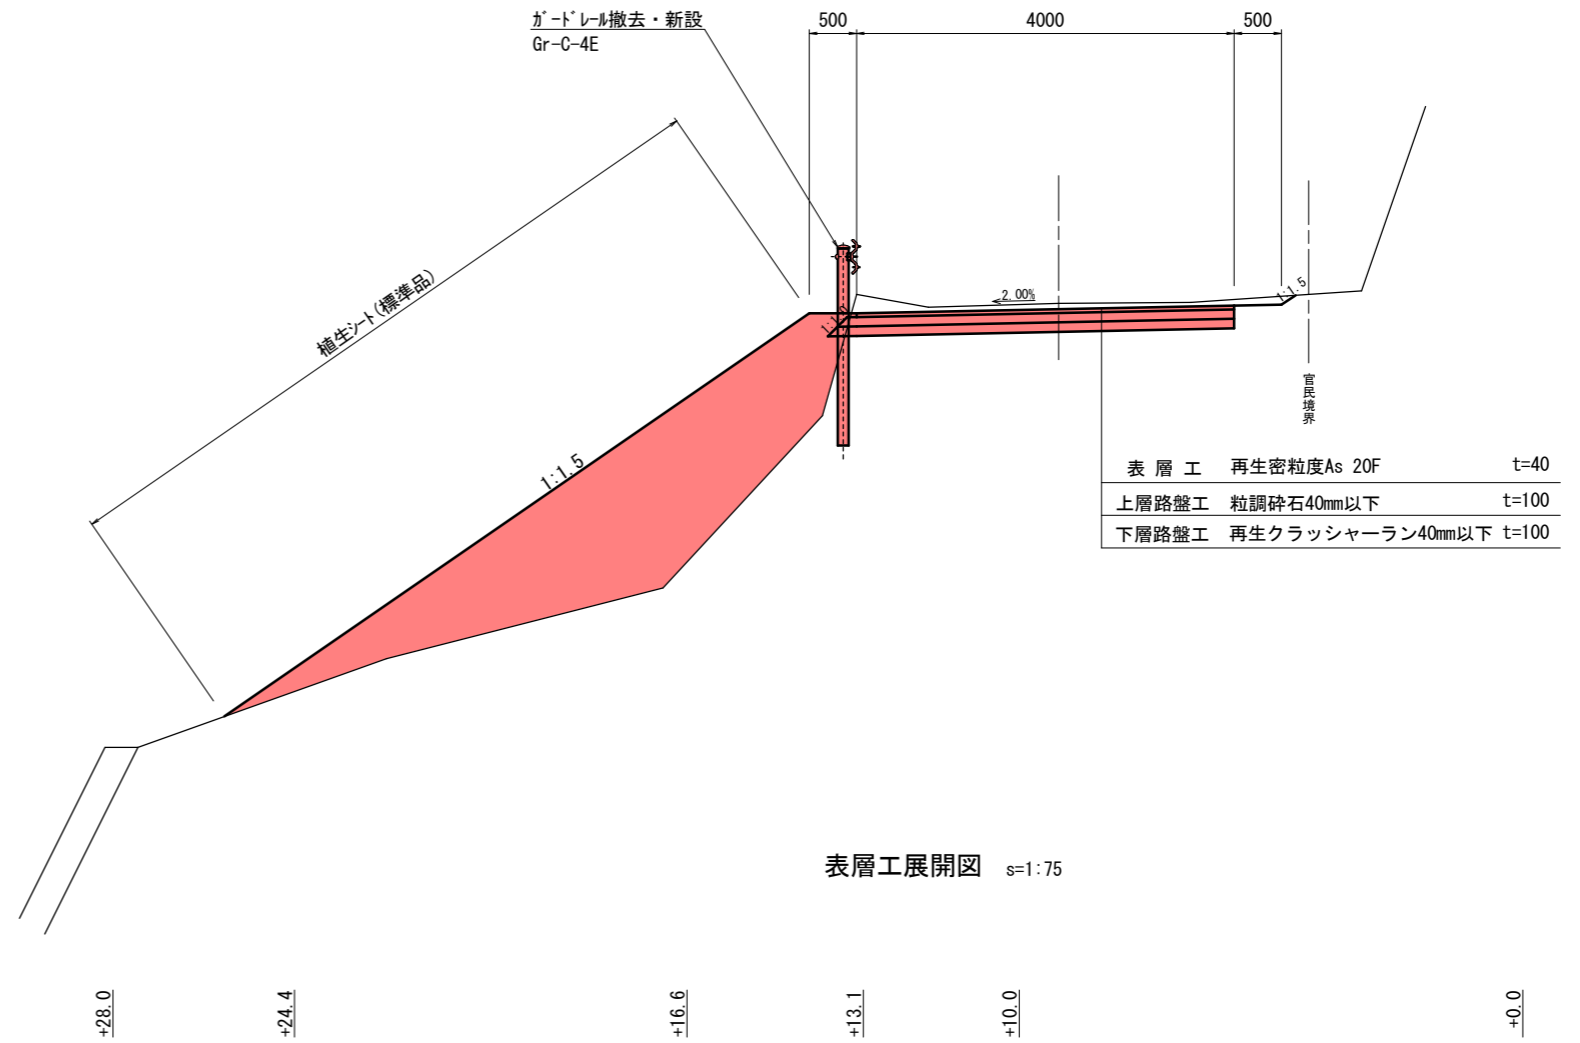 ガードレール撤去・新設
Gr-C-4E
500
4000
500
植生シート(標準品)
2.00%
1:1.5
1:1.5
官民境界
表 層 工 再生密粒度As 20F t=40
上層路盤工 粒調砕石40mm以下 t=100
下層路盤工 再生クラッシャーラン40mm以下 t=100
表層工展開図 s=1:75
+28.0
+24.4
+16.6
+13.1
+10.0
+0.0